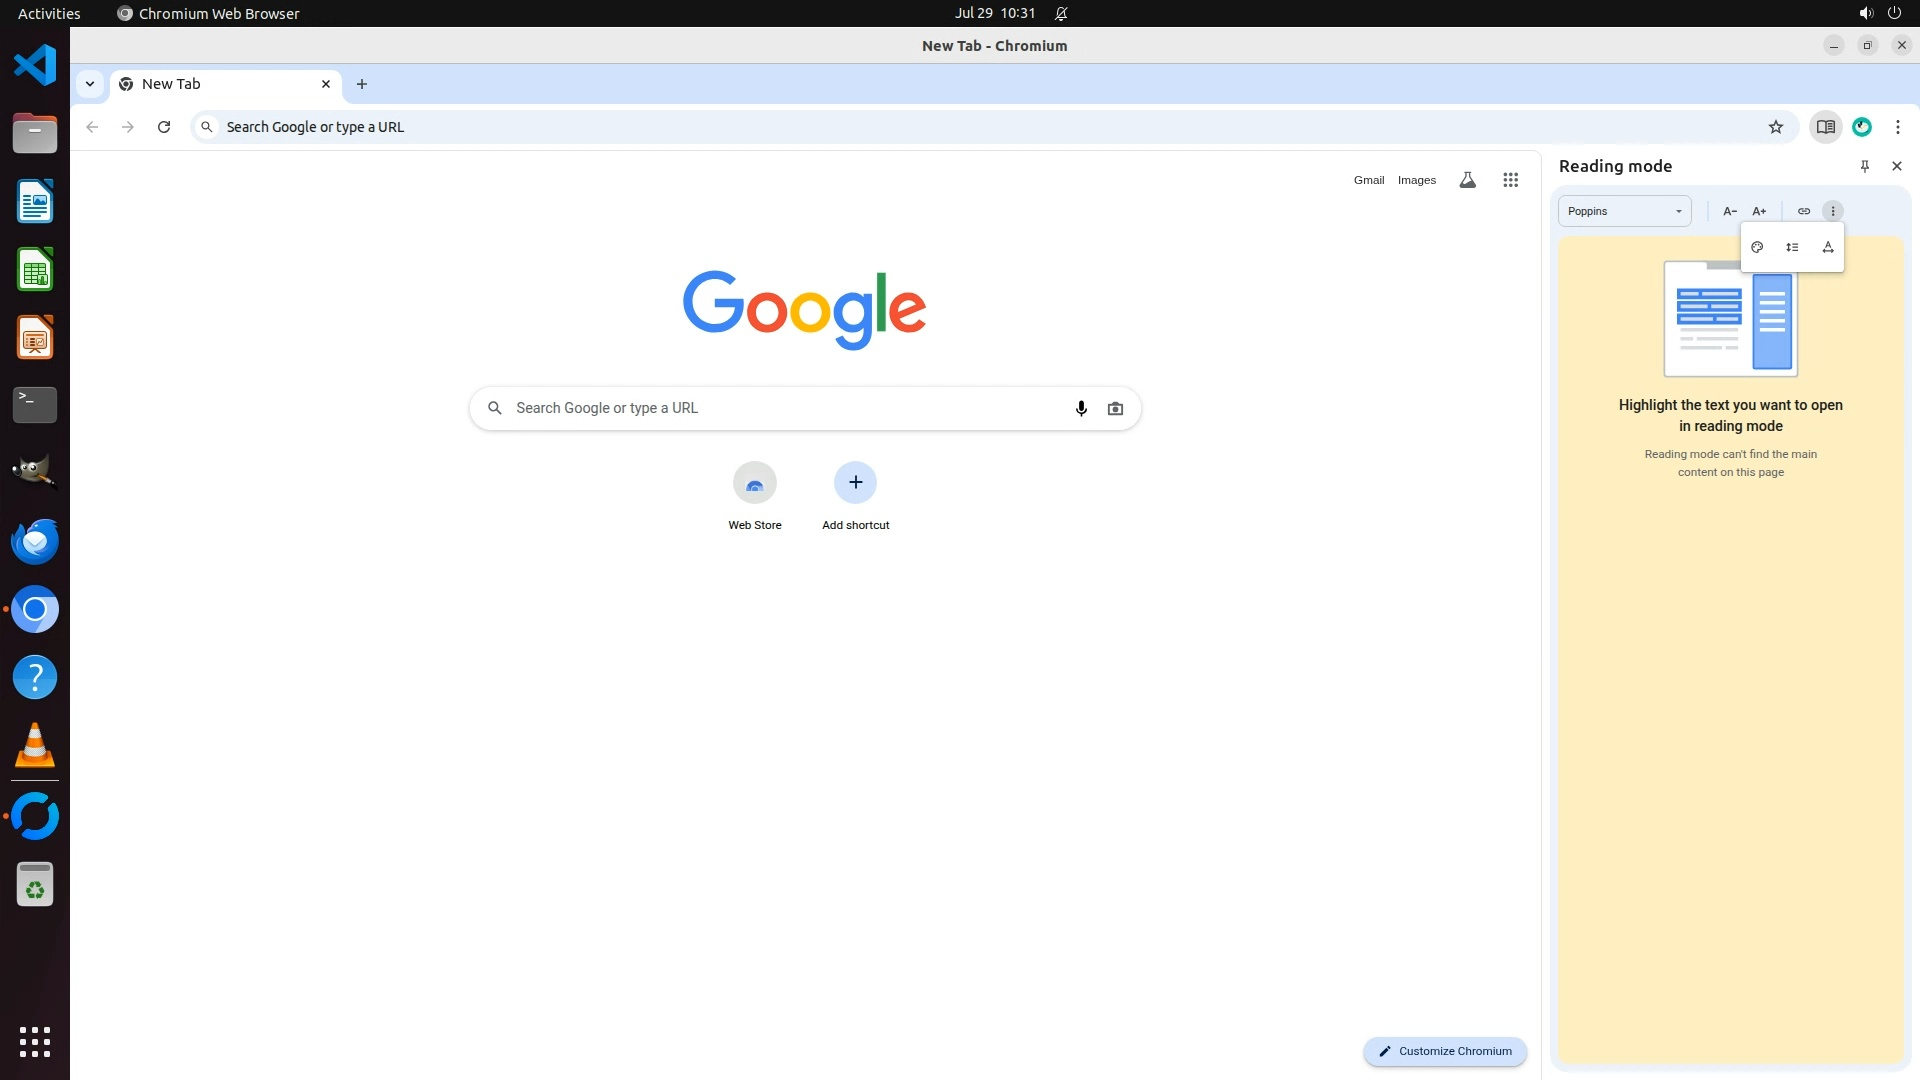 Activities
Chromium Web Browser
Jul 29 10:31
New Tab - Chromium
New Tab
Search Google or type a URL
Gmail
Images
Reading mode
Poppins
A-
A+
Google
Search Google or type a URL
Web Store
Add shortcut
Highlight the text you want to open
in reading mode
Reading mode can't find the main
content on this page
Customize Chromium